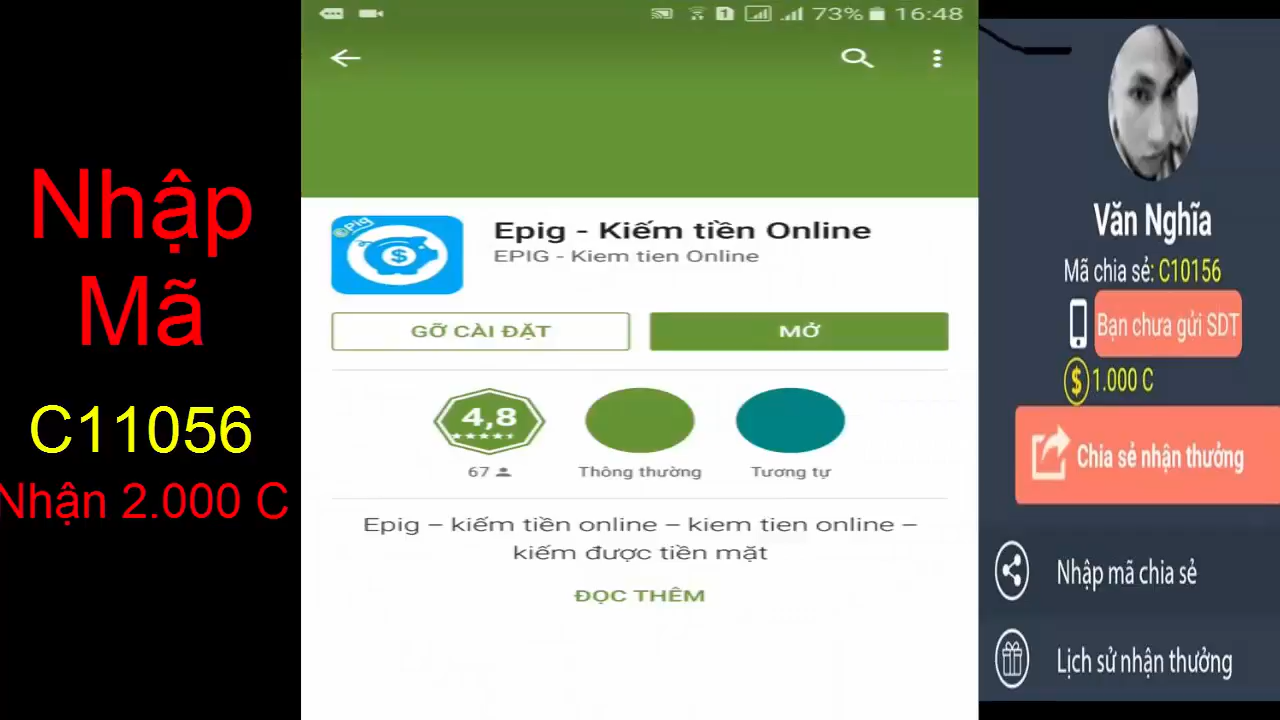 Nhập
Mã
C11056
Nhận 2.000 C
1
73%
16:48
ePig
$
Epig - Kiếm tiền Online
EPIG - Kiem tien Online
GỠ CÀI ĐẶT
MỞ
4,8
67
Thông thường
Tương tự
Epig – kiếm tiền online – kiem tien online –
kiếm được tiền mặt
ĐỌC THÊM
Văn Nghĩa
Mã chia sẻ: C10156
Bạn chưa gửi SDT
$ 1.000 C
Chia sẻ nhận thưởng
Nhập mã chia sẻ
Lịch sử nhận thưởng